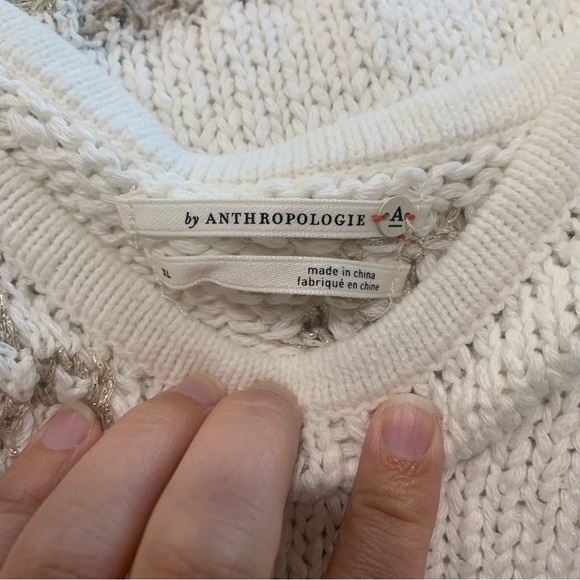 by ANTHROPOLOGIE A
XL
made in china
fabriqué en chine